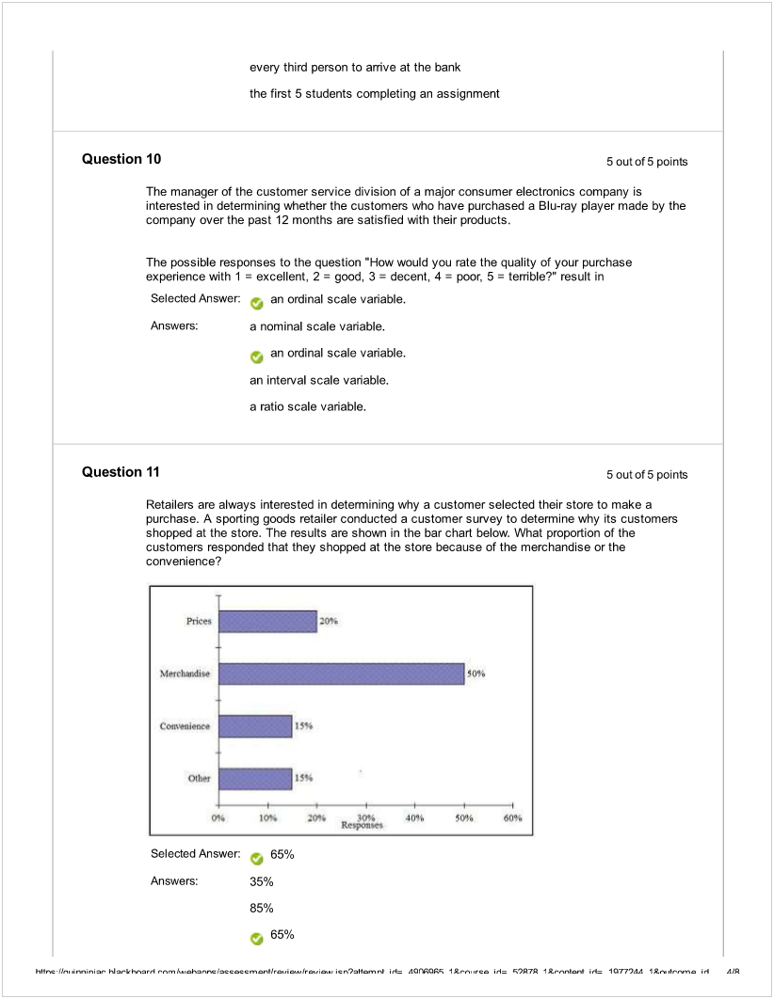 every third person to arrive at the bank
the first 5 students completing an assignment
Question 10
5 out of 5 points
The manager of the customer service division of a major consumer electronics company is
interested in determining whether the customers who have purchased a Blu-ray player made by the
company over the past 12 months are satisfied with their products.
The possible responses to the question "How would you rate the quality of your purchase
experience with 1 = excellent, 2 = good, 3 = decent, 4 = poor, 5 = terrible?" result in
Selected Answer: an ordinal scale variable.
Answers: a nominal scale variable.
an ordinal scale variable.
an interval scale variable.
a ratio scale variable.
Question 11
5 out of 5 points
Retailers are always interested in determining why a customer selected their store to make a
purchase. A sporting goods retailer conducted a customer survey to determine why its customers
shopped at the store. The results are shown in the bar chart below. What proportion of the
customers responded that they shopped at the store because of the merchandise or the
convenience?
Prices 20%
Merchandise 50%
Convenience 15%
Other 15%
0% 10% 20% 30% 40% 50% 60%
Responses
Selected Answer: 65%
Answers: 35%
85%
65%
https://quinnipiac.blackboard.com/webapps/assessment/review/review.jsp?attempt_id=_4906965_1&course_id=_52878_1&content_id=_1977244_1&outcome_id... 4/8